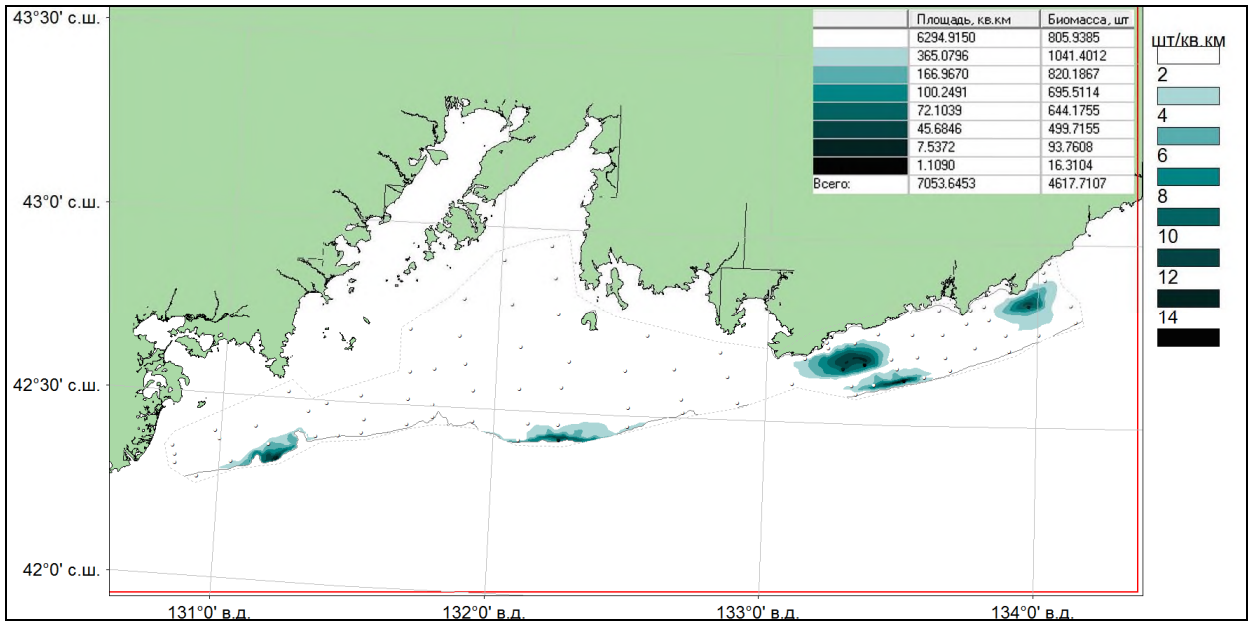 43°30' с.ш.
Площадь, кв.км Биомасса, шт
6294.9150 805.9385
365.0796 1041.4012
166.9670 820.1867
100.2491 695.5114
72.1039 644.1755
45.6846 499.7155
7.5372 93.7608
1.1090 16.3104
Всего: 7053.6453 4617.7107
шт/кв.км
2
4
6
8
10
12
14
43°0' с.ш.
42°30' с.ш.
42°0' с.ш.
131°0' в.д. 132°0' в.д. 133°0' в.д. 134°0' в.д.